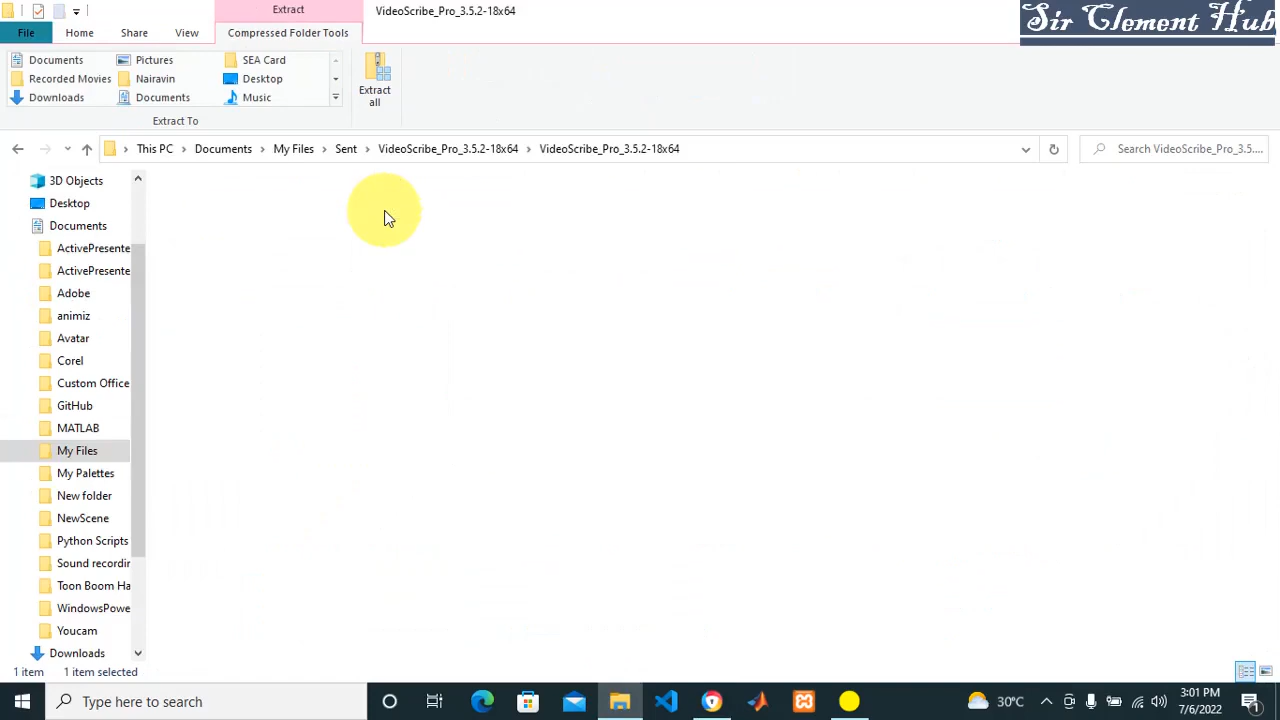 Extract
VideoScribe_Pro_3.5.2-18x64
Sir Clement Hub
File
Home
Share
View
Compressed Folder Tools
Documents
Pictures
SEA Card
Recorded Movies
Nairavin
Desktop
Downloads
Documents
Music
Extract all
Extract To
This PC > Documents > My Files > Sent > VideoScribe_Pro_3.5.2-18x64 > VideoScribe_Pro_3.5.2-18x64
Search VideoScribe_Pro_3.5....
3D Objects
Desktop
Documents
ActivePresente
ActivePresente
Adobe
animiz
Avatar
Corel
Custom Office
GitHub
MATLAB
My Files
My Palettes
New folder
NewScene
Python Scripts
Sound recordin
Toon Boom Ha
WindowsPowe
Youcam
Downloads
1 item
1 item selected
Type here to search
30°C
3:01 PM
7/6/2022
1